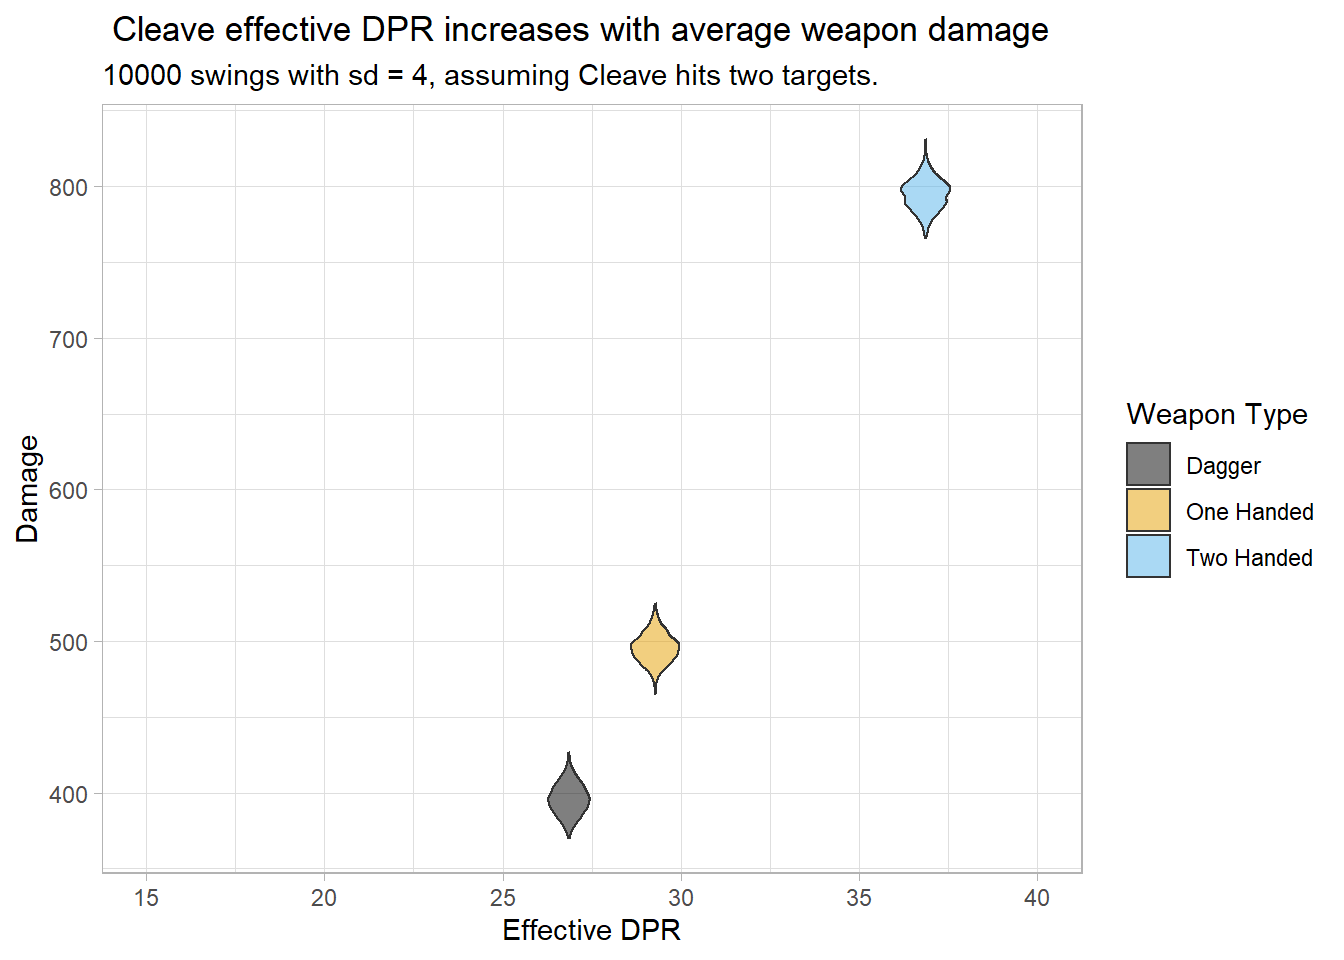 Cleave effective DPR increases with average weapon damage
10000 swings with sd = 4, assuming Cleave hits two targets.
800
700
600
500
400
Damage
15 20 25 30 35 40
Effective DPR
Weapon Type
Dagger
One Handed
Two Handed